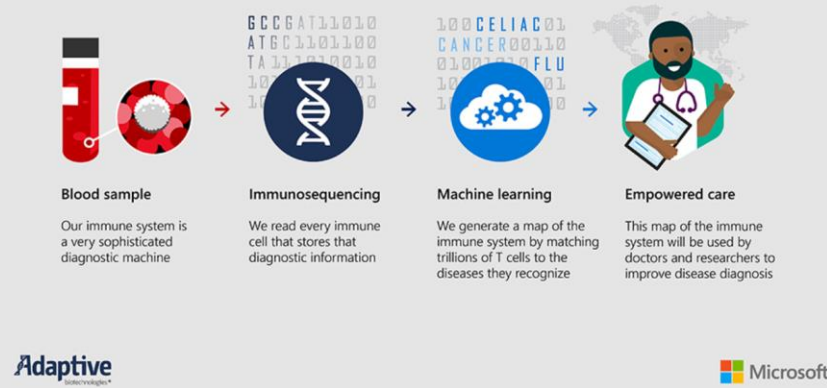 GCCGAT11010
ATGC1101100
TA
100CELIAC01
CANCER00110
FLU
Blood sample
Our immune system is
a very sophisticated
diagnostic machine
Immunosequencing
We read every immune
cell that stores that
diagnostic information
Machine learning
We generate a map of the
immune system by matching
trillions of T cells to the
diseases they recognize
Empowered care
This map of the immune
system will be used by
doctors and researchers to
improve disease diagnosis
Adaptive
biotechnologies®
Microsoft